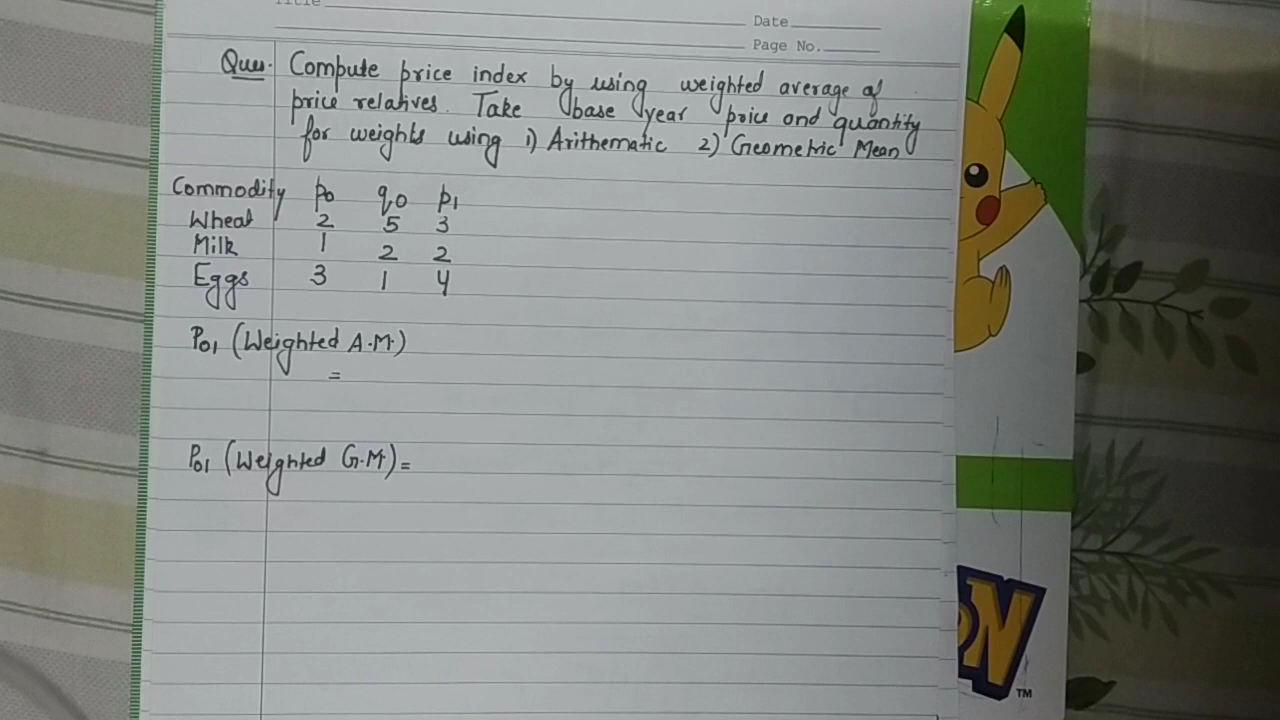 Date
Page No.
Ques. Compute price index by using weighted average of
price relatives. Take base year price and quantity
for weights using 1) Arithematic 2) Geometric Mean
Commodity p0 q0 p1
Wheat 2 5 3
Milk 1 2 2
Eggs 3 1 4
P01 (Weighted A.M.)
=
P01 (Weighted G.M.) =
N
TM